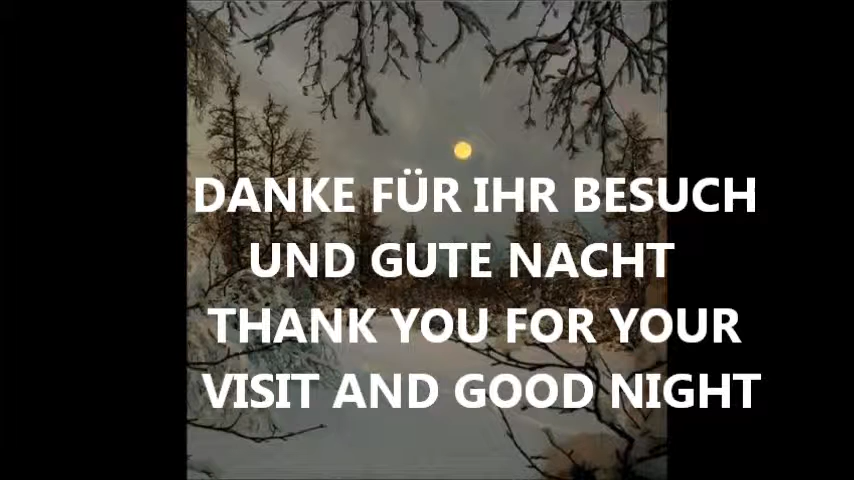 DANKE FÜR IHR BESUCH
UND GUTE NACHT
THANK YOU FOR YOUR
VISIT AND GOOD NIGHT